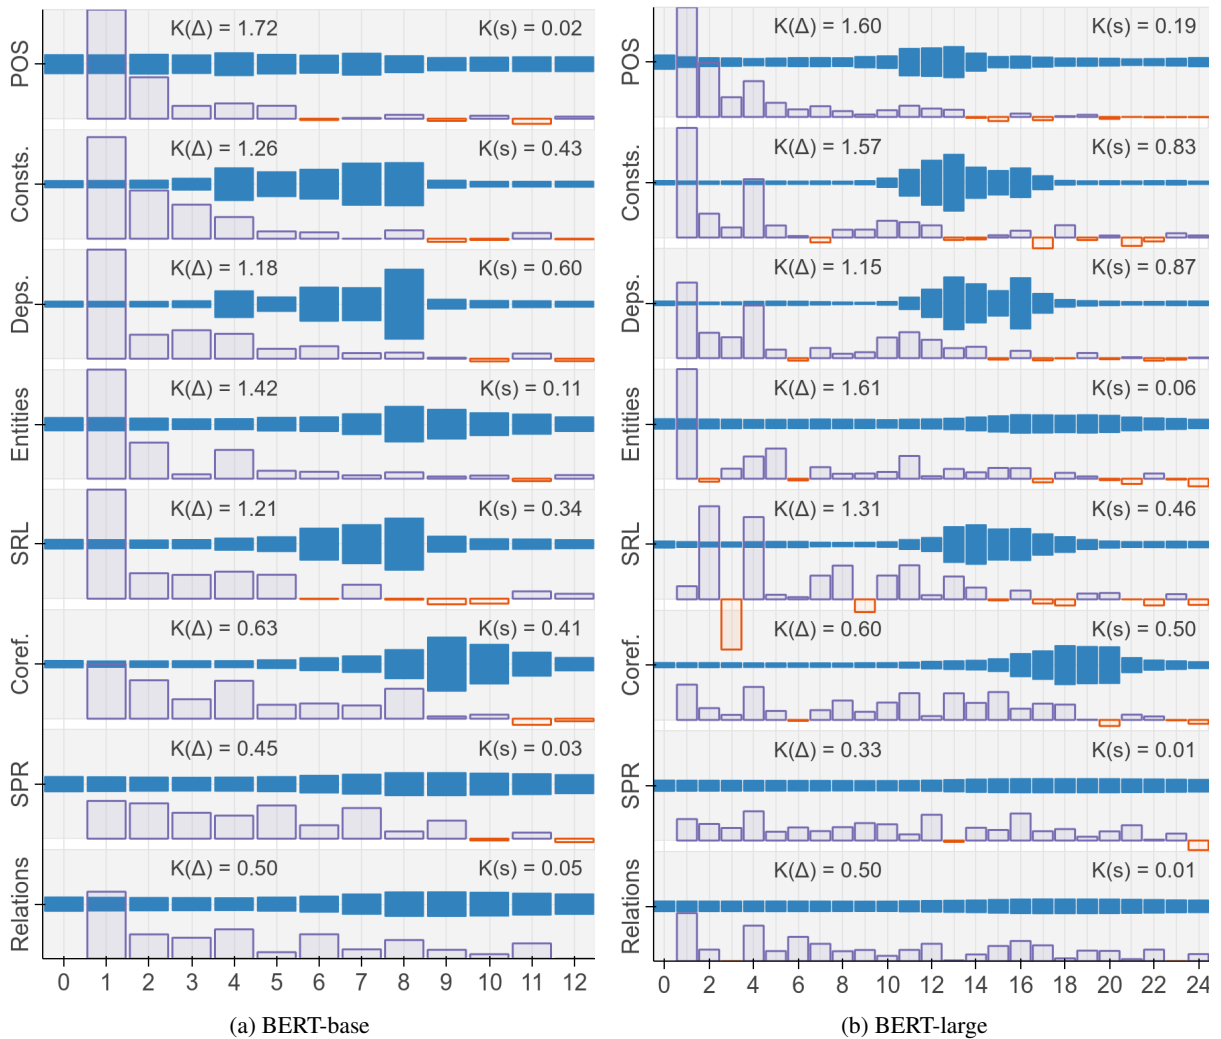 POS
K(Δ) = 1.72
K(s) = 0.02
Consts.
K(Δ) = 1.26
K(s) = 0.43
Deps.
K(Δ) = 1.18
K(s) = 0.60
Entities
K(Δ) = 1.42
K(s) = 0.11
SRL
K(Δ) = 1.21
K(s) = 0.34
Coref.
K(Δ) = 0.63
K(s) = 0.41
SPR
K(Δ) = 0.45
K(s) = 0.03
Relations
K(Δ) = 0.50
K(s) = 0.05
0 1 2 3 4 5 6 7 8 9 10 11 12
(a) BERT-base
POS
K(Δ) = 1.60
K(s) = 0.19
Consts.
K(Δ) = 1.57
K(s) = 0.83
Deps.
K(Δ) = 1.15
K(s) = 0.87
Entities
K(Δ) = 1.61
K(s) = 0.06
SRL
K(Δ) = 1.31
K(s) = 0.46
Coref.
K(Δ) = 0.60
K(s) = 0.50
SPR
K(Δ) = 0.33
K(s) = 0.01
Relations
K(Δ) = 0.50
K(s) = 0.01
0 2 4 6 8 10 12 14 16 18 20 22 24
(b) BERT-large